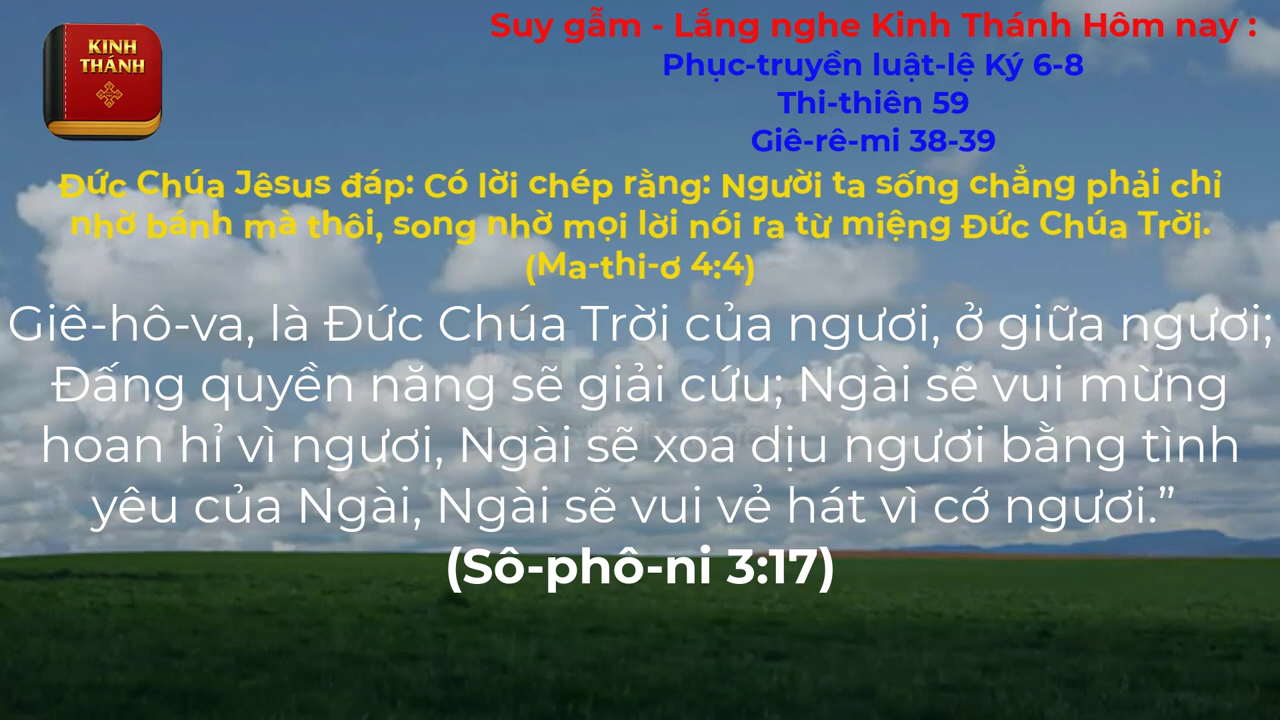 KINH
THÁNH
Suy gẫm - Lắng nghe Kinh Thánh Hôm nay :
Phục-truyền luật-lệ Ký 6-8
Thi-thiên 59
Giê-rê-mi 38-39
Đức Chúa Jêsus đáp: Có lời chép rằng: Người ta sống chẳng phải chỉ
nhờ bánh mà thôi, song nhờ mọi lời nói ra từ miệng Đức Chúa Trời.
(Ma-thi-ơ 4:4)
Giê-hô-va, là Đức Chúa Trời của ngươi, ở giữa ngươi;
Đấng quyền năng sẽ giải cứu; Ngài sẽ vui mừng
hoan hỉ vì ngươi, Ngài sẽ xoa dịu ngươi bằng tình
yêu của Ngài, Ngài sẽ vui vẻ hát vì cớ ngươi.”
(Sô-phô-ni 3:17)